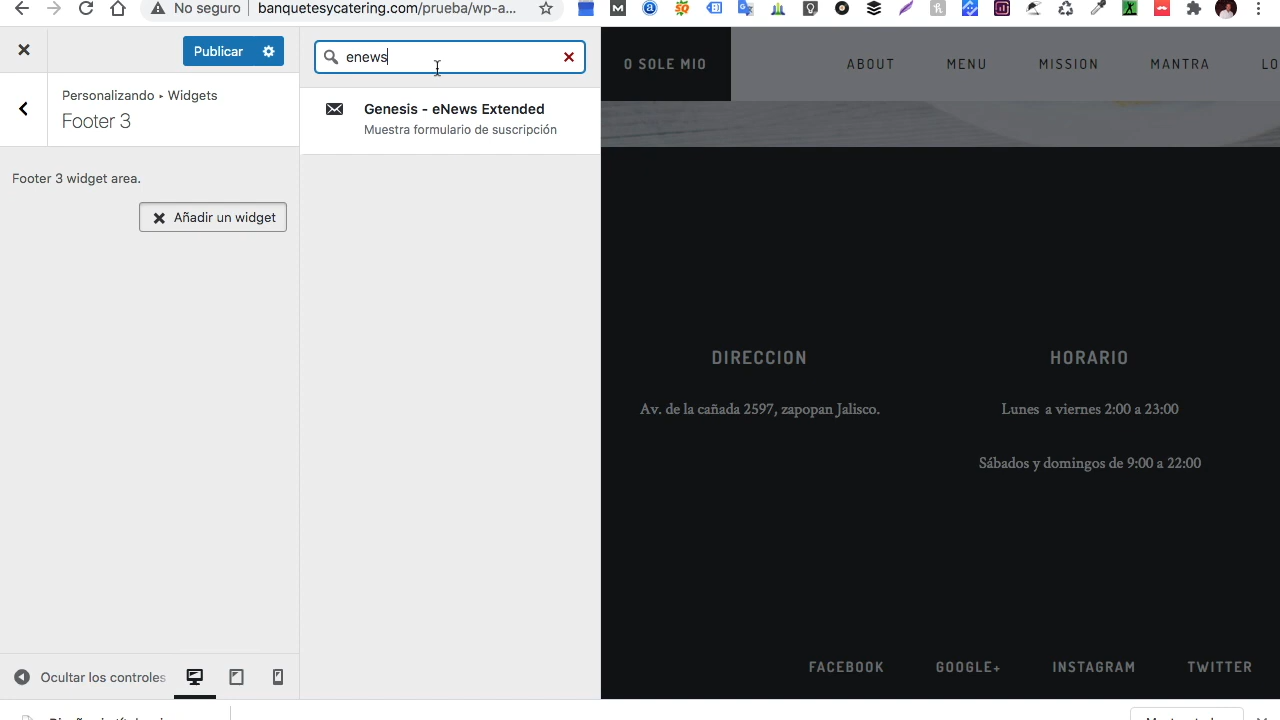 No seguro
banquetesycatering.com/prueba/wp-a...
Publicar
enews
O SOLE MIO
ABOUT
MENU
MISSION
MANTRA
LO
Personalizando ▸ Widgets
Footer 3
Genesis - eNews Extended
Muestra formulario de suscripción
Footer 3 widget area.
Añadir un widget
DIRECCION
HORARIO
Av. de la cañada 2597, zapopan Jalisco.
Lunes a viernes 2:00 a 23:00
Sábados y domingos de 9:00 a 22:00
FACEBOOK
GOOGLE+
INSTAGRAM
TWITTER
Ocultar los controles